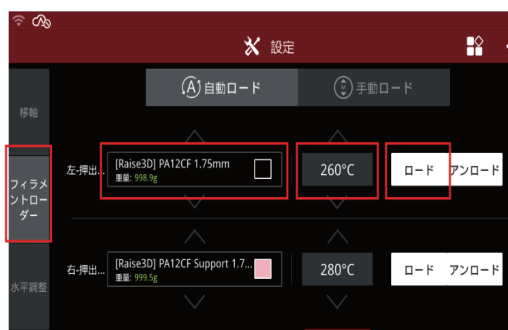 設定
自動ロード
手動ロード
移軸
フィラメ
ントロー
ダー
水平調整
左-押出...
[Raise3D] PA12CF 1.75mm
重量: 998.9g
260°C
ロード
アンロード
右-押出...
[Raise3D] PA12CF Support 1.7...
重量: 999.5g
280°C
ロード
アンロード